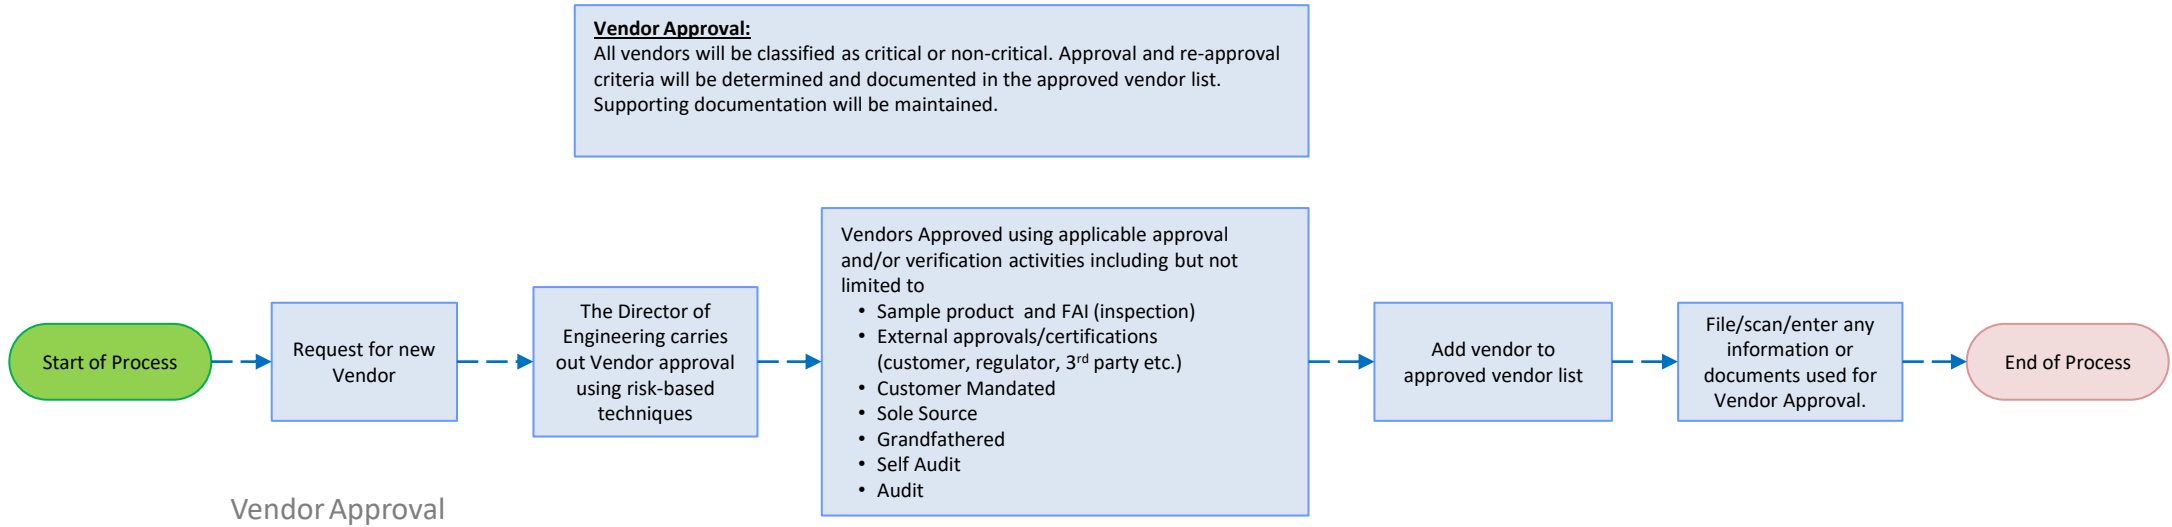 Vendor Approval:
All vendors will be classified as critical or non-critical. Approval and re-approval
criteria will be determined and documented in the approved vendor list.
Supporting documentation will be maintained.
Start of Process
Request for new
Vendor
The Director of
Engineering carries
out Vendor approval
using risk-based
techniques
Vendors Approved using applicable approval
and/or verification activities including but not
limited to
• Sample product and FAI (inspection)
• External approvals/certifications
(customer, regulator, 3rd party etc.)
• Customer Mandated
• Sole Source
• Grandfathered
• Self Audit
• Audit
Add vendor to
approved vendor list
File/scan/enter any
information or
documents used for
Vendor Approval.
End of Process
Vendor Approval